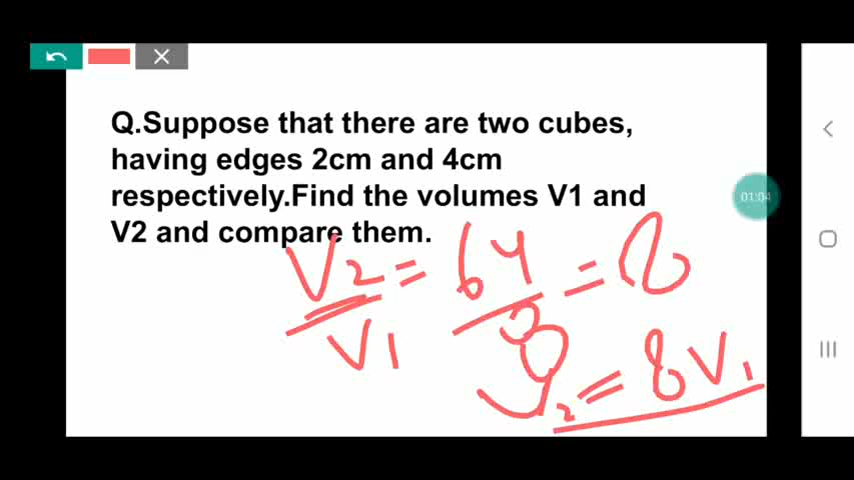 Q.Suppose that there are two cubes,
having edges 2cm and 4cm
respectively.Find the volumes V1 and
V2 and compare them.
V2 = 64 = 8
V1 8
V2 = 8V1
01:04